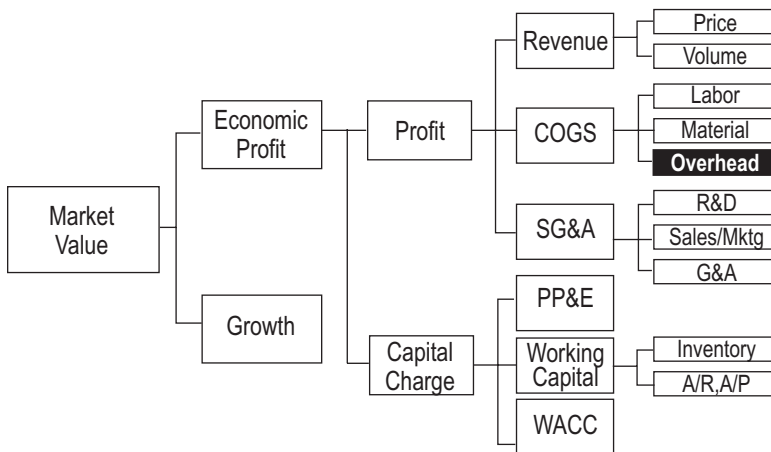 Market
Value
Economic
Profit
Growth
Profit
Capital
Charge
Revenue
COGS
SG&A
PP&E
Working
Capital
WACC
Price
Volume
Labor
Material
Overhead
R&D
Sales/Mktg
G&A
Inventory
A/R,A/P